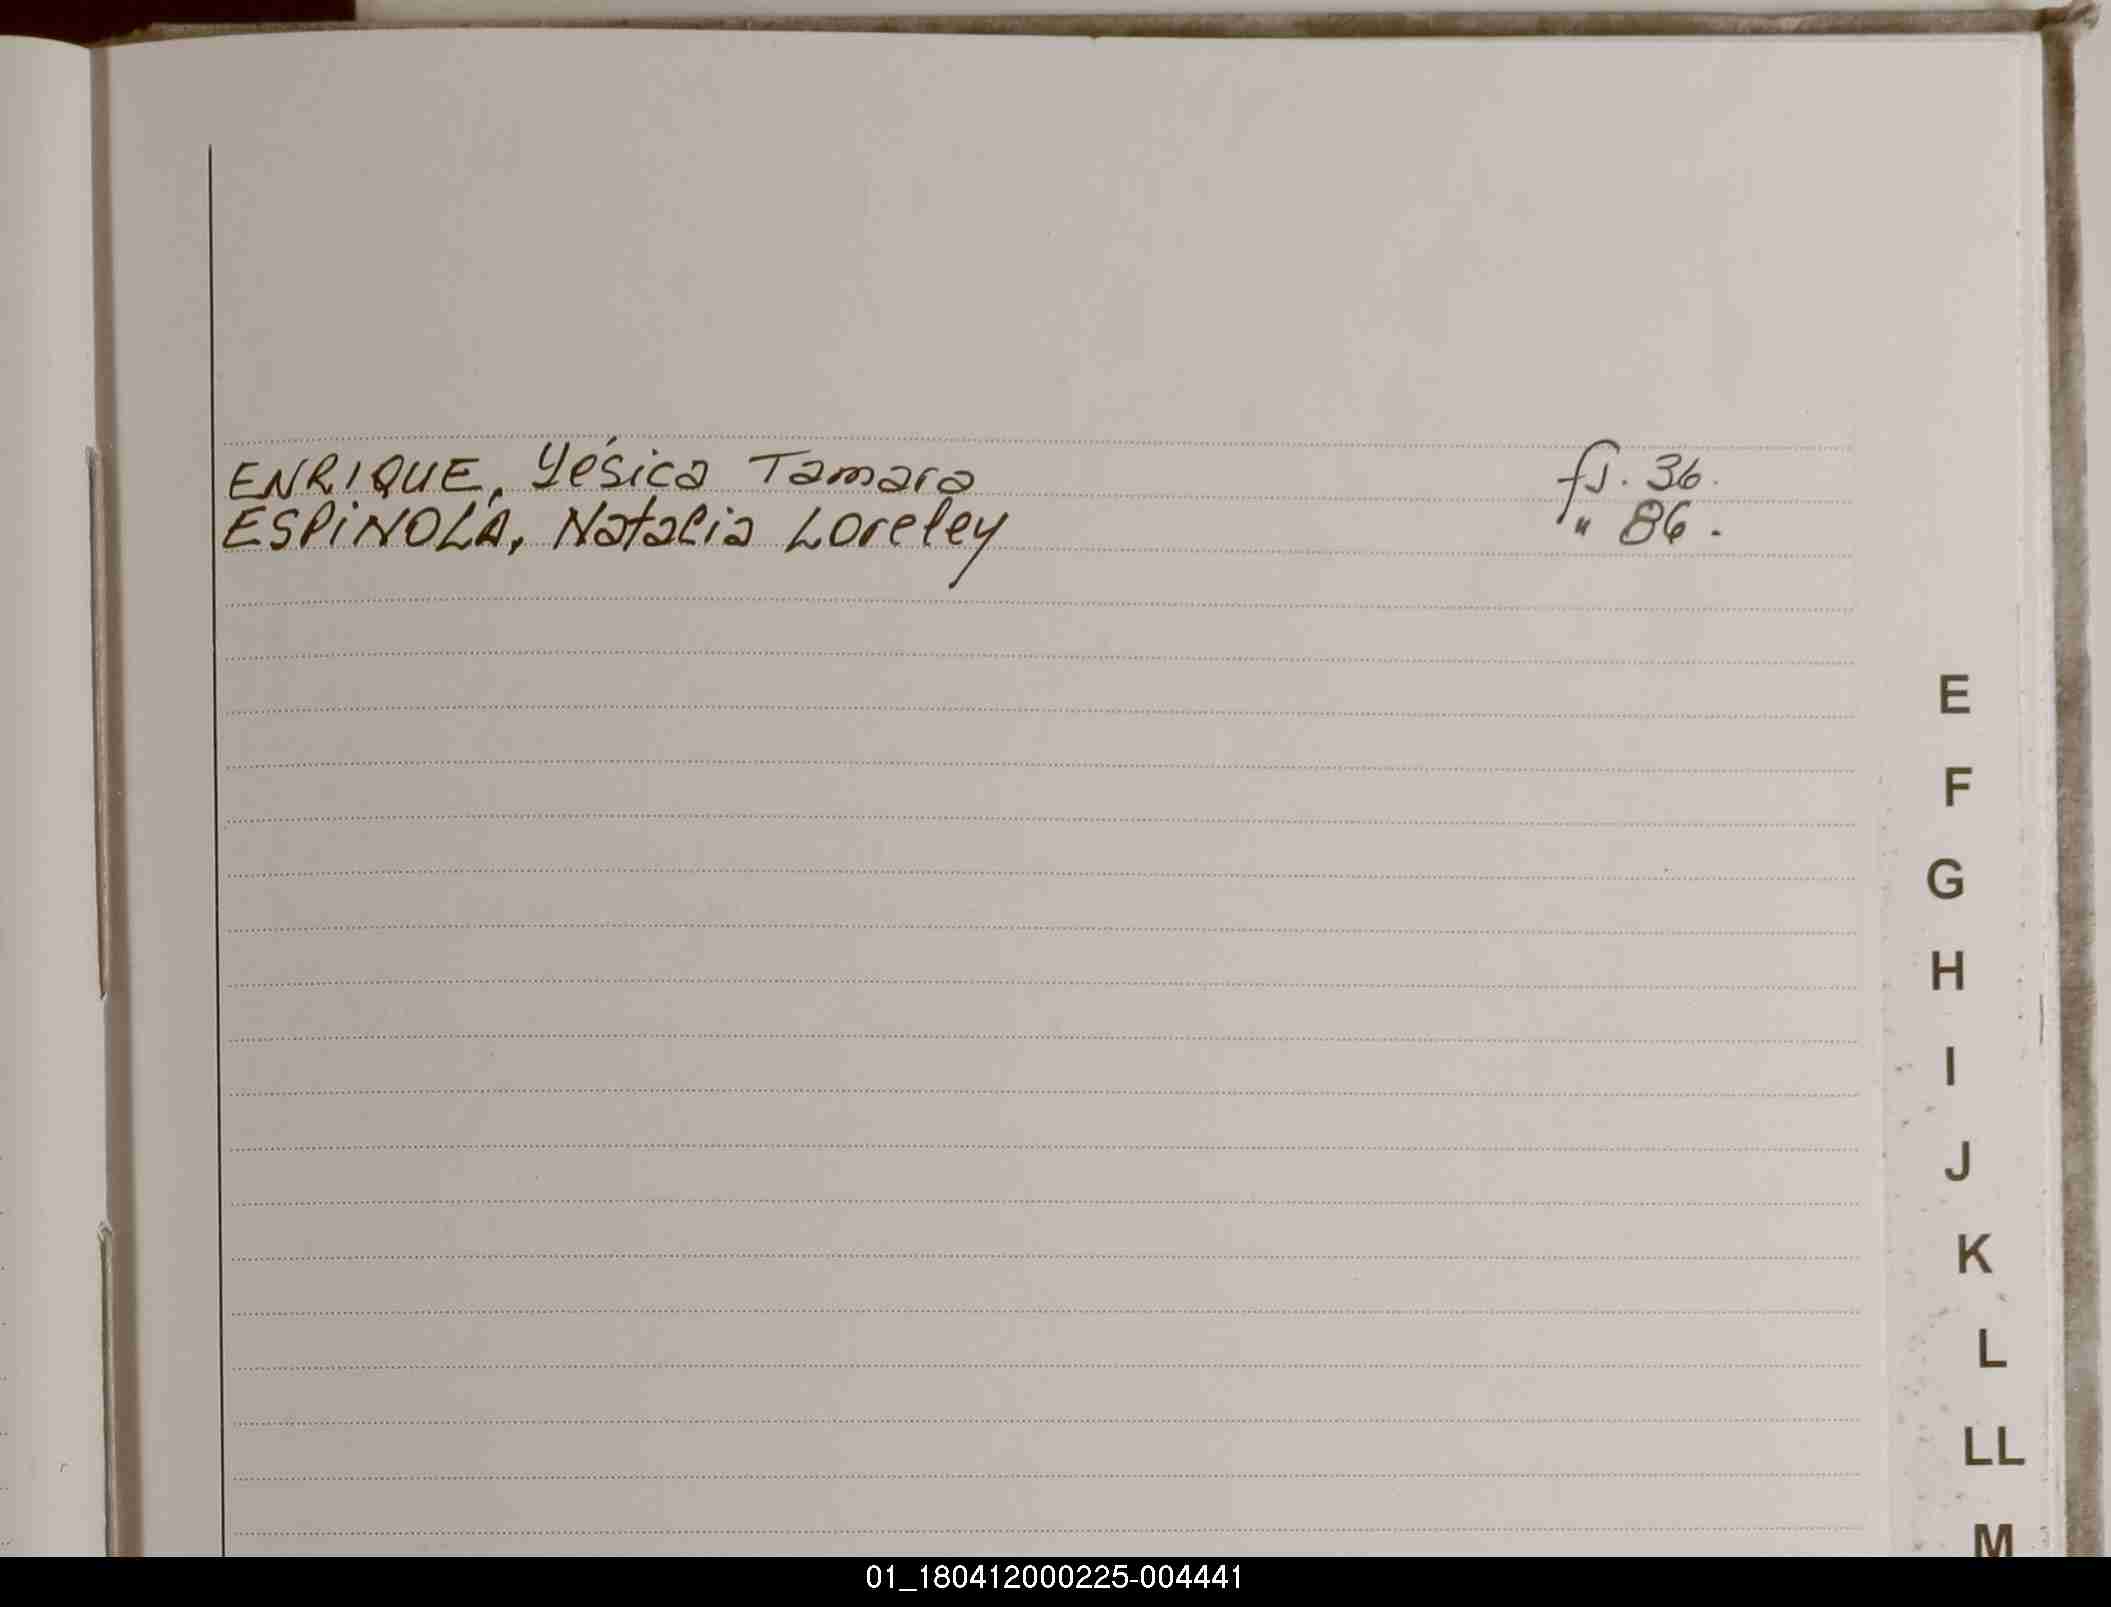 ENRIQUE, Yésica Tamara fs. 36.
ESPINOLA, Natalia Loreley " 86.
E
F
G
H
I
J
K
L
LL
M
01_180412000225-004441